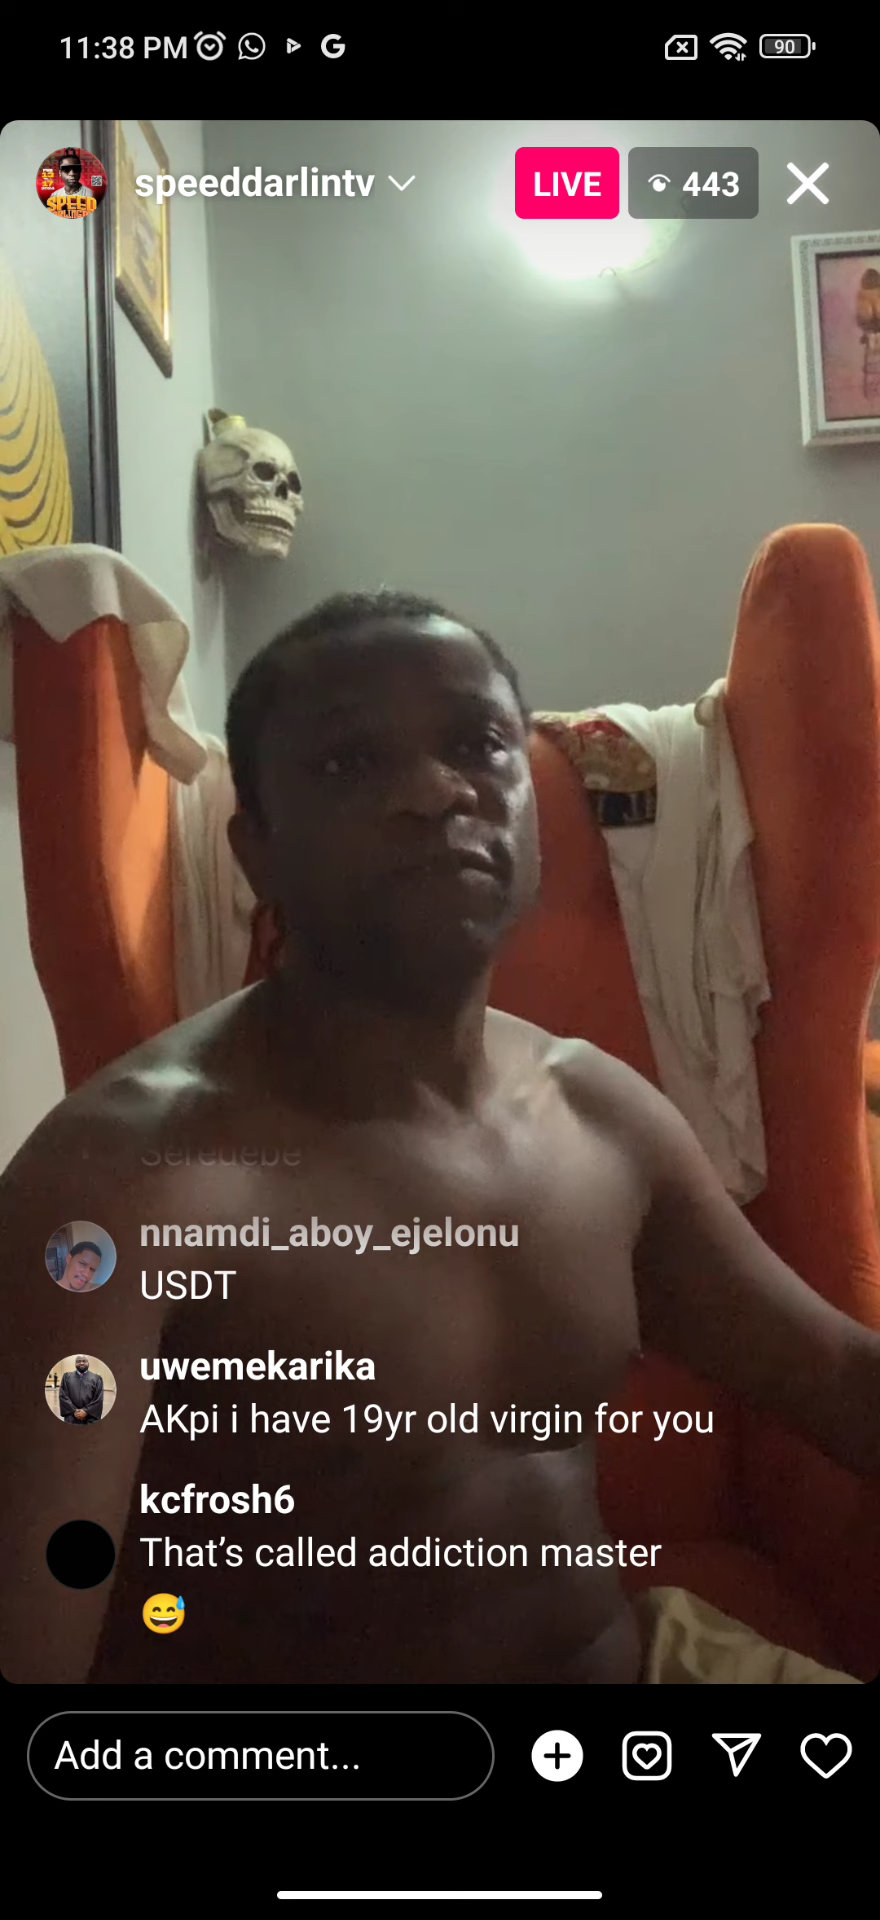 11:38 PM
90
speeddarlintv
LIVE
443
SPEED
nnamdi_aboy_ejelonu
USDT
uwemekarika
AKpi i have 19yr old virgin for you
kcfrosh6
That’s called addiction master
😅
Add a comment...